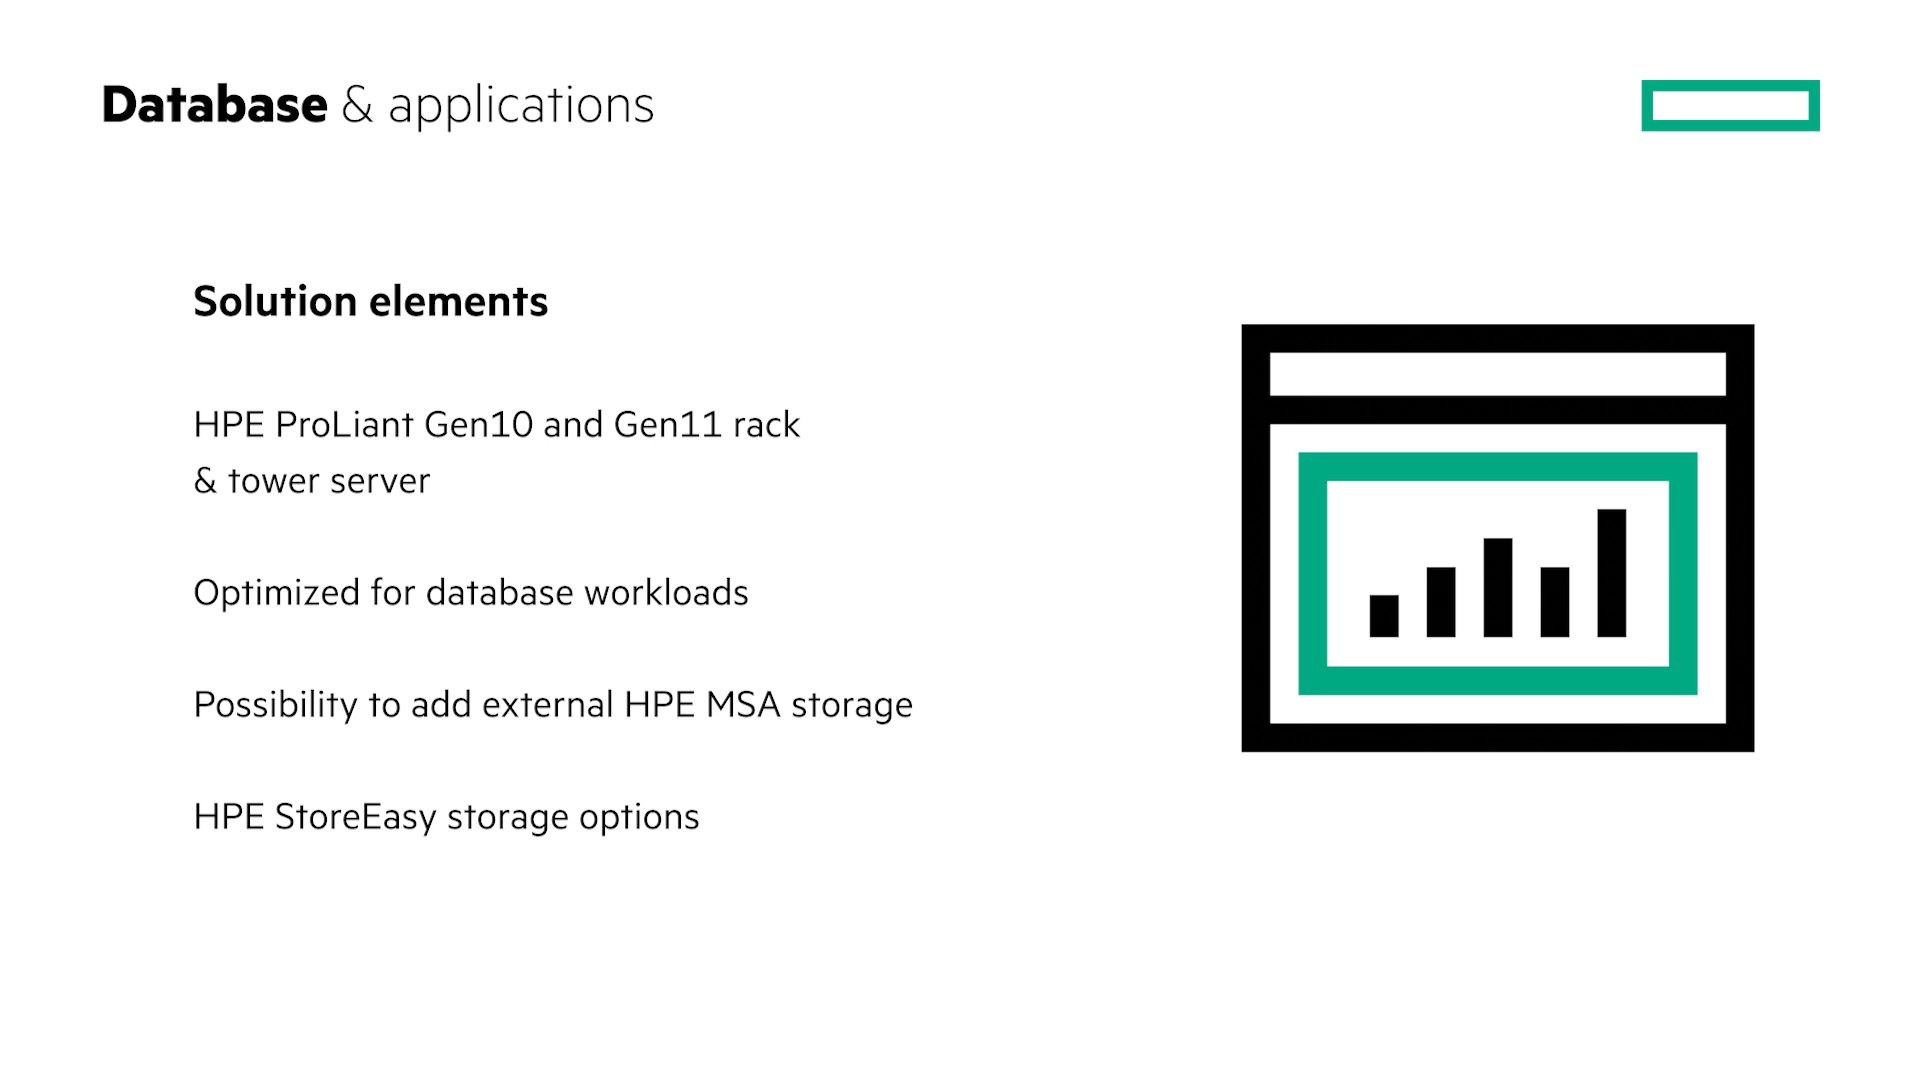 Database & applications
Solution elements
HPE ProLiant Gen10 and Gen11 rack
& tower server
Optimized for database workloads
Possibility to add external HPE MSA storage
HPE StoreEasy storage options